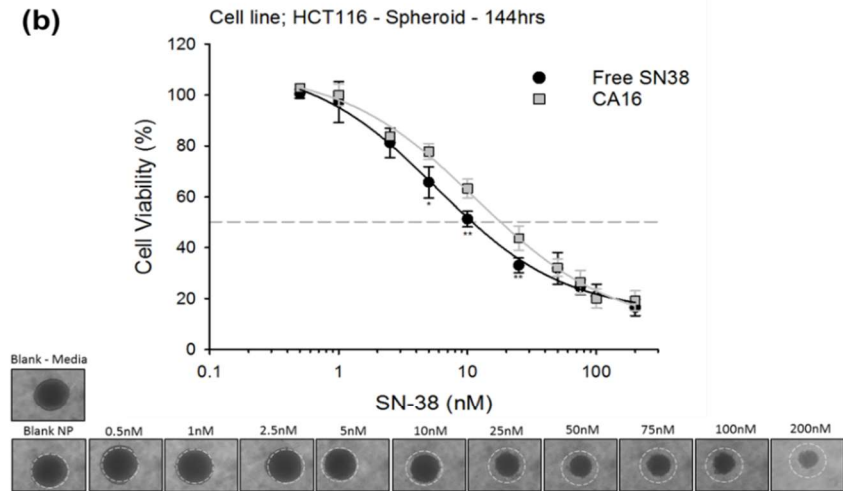 (b)
Cell line; HCT116 - Spheroid - 144hrs
120
100
80
60
40
20
0
Cell Viability (%)
Free SN38
CA16
*
**
**
0.1 1 10 100
SN-38 (nM)
Blank - Media
Blank NP 0.5nM 1nM 2.5nM 5nM 10nM 25nM 50nM 75nM 100nM 200nM